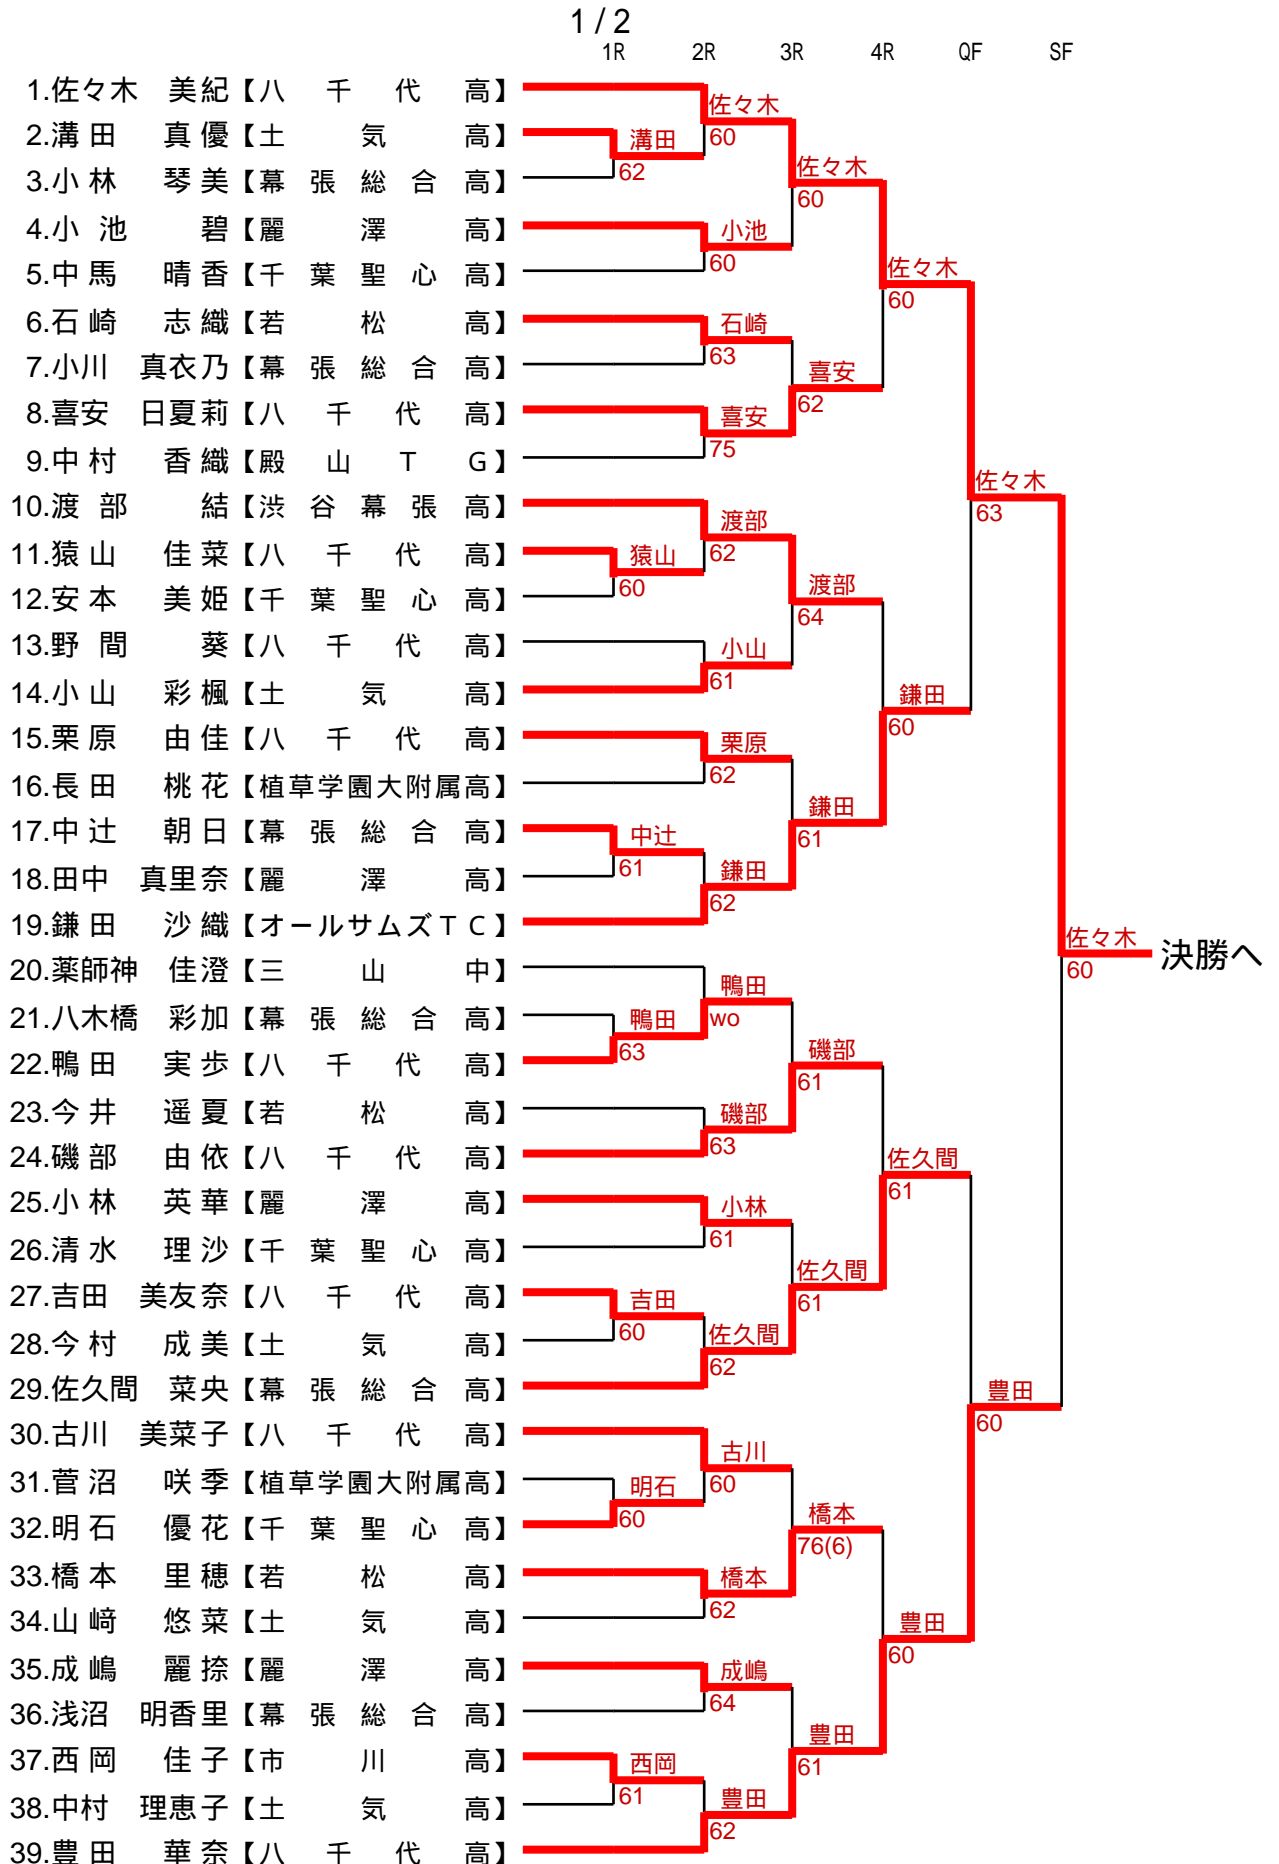 1 / 2
1R 2R 3R 4R QF SF
1.佐々木 美紀【八千代高】
佐々木
2.溝田 真優【土気高】
溝田 60
3.小林 琴美【幕張総合高】
62 佐々木
60
4.小池 碧【麗澤高】
小池
5.中馬 晴香【千葉聖心高】
60 佐々木
60
6.石崎 志織【若松高】
石崎
7.小川 真衣乃【幕張総合高】
63 喜安
8.喜安 日夏莉【八千代高】
喜安 62
9.中村 香織【殿山TG】
75
佐々木
63
10.渡部 結【渋谷幕張高】
渡部
11.猿山 佳菜【八千代高】
猿山 62
12.安本 美姫【千葉聖心高】
60 渡部
64
13.野間 葵【八千代高】
小山
14.小山 彩楓【土気高】
61 鎌田
60
15.栗原 由佳【八千代高】
栗原
16.長田 桃花【植草学園大附属高】
62 鎌田
17.中辻 朝日【幕張総合高】
中辻 61
18.田中 真里奈【麗澤高】
61 鎌田
62
19.鎌田 沙織【オールサムズTC】
佐々木 決勝へ
60
20.薬師神 佳澄【三山中】
鴨田
21.八木橋 彩加【幕張総合高】
鴨田 wo
22.鴨田 実歩【八千代高】
63 磯部
61
23.今井 遥夏【若松高】
磯部
24.磯部 由依【八千代高】
63 佐久間
61
25.小林 英華【麗澤高】
小林
26.清水 理沙【千葉聖心高】
61 佐久間
27.吉田 美友奈【八千代高】
吉田 61
28.今村 成美【土気高】
60 佐久間
62
29.佐久間 菜央【幕張総合高】
豊田
60
30.古川 美菜子【八千代高】
古川
31.菅沼 咲季【植草学園大附属高】
明石 60
32.明石 優花【千葉聖心高】
60 橋本
76(6)
33.橋本 里穂【若松高】
橋本
34.山﨑 悠菜【土気高】
62 豊田
60
35.成嶋 麗捺【麗澤高】
成嶋
36.浅沼 明香里【幕張総合高】
64 豊田
37.西岡 佳子【市川高】
西岡 61
38.中村 理恵子【土気高】
61 豊田
62
39.豊田 華奈【八千代高】